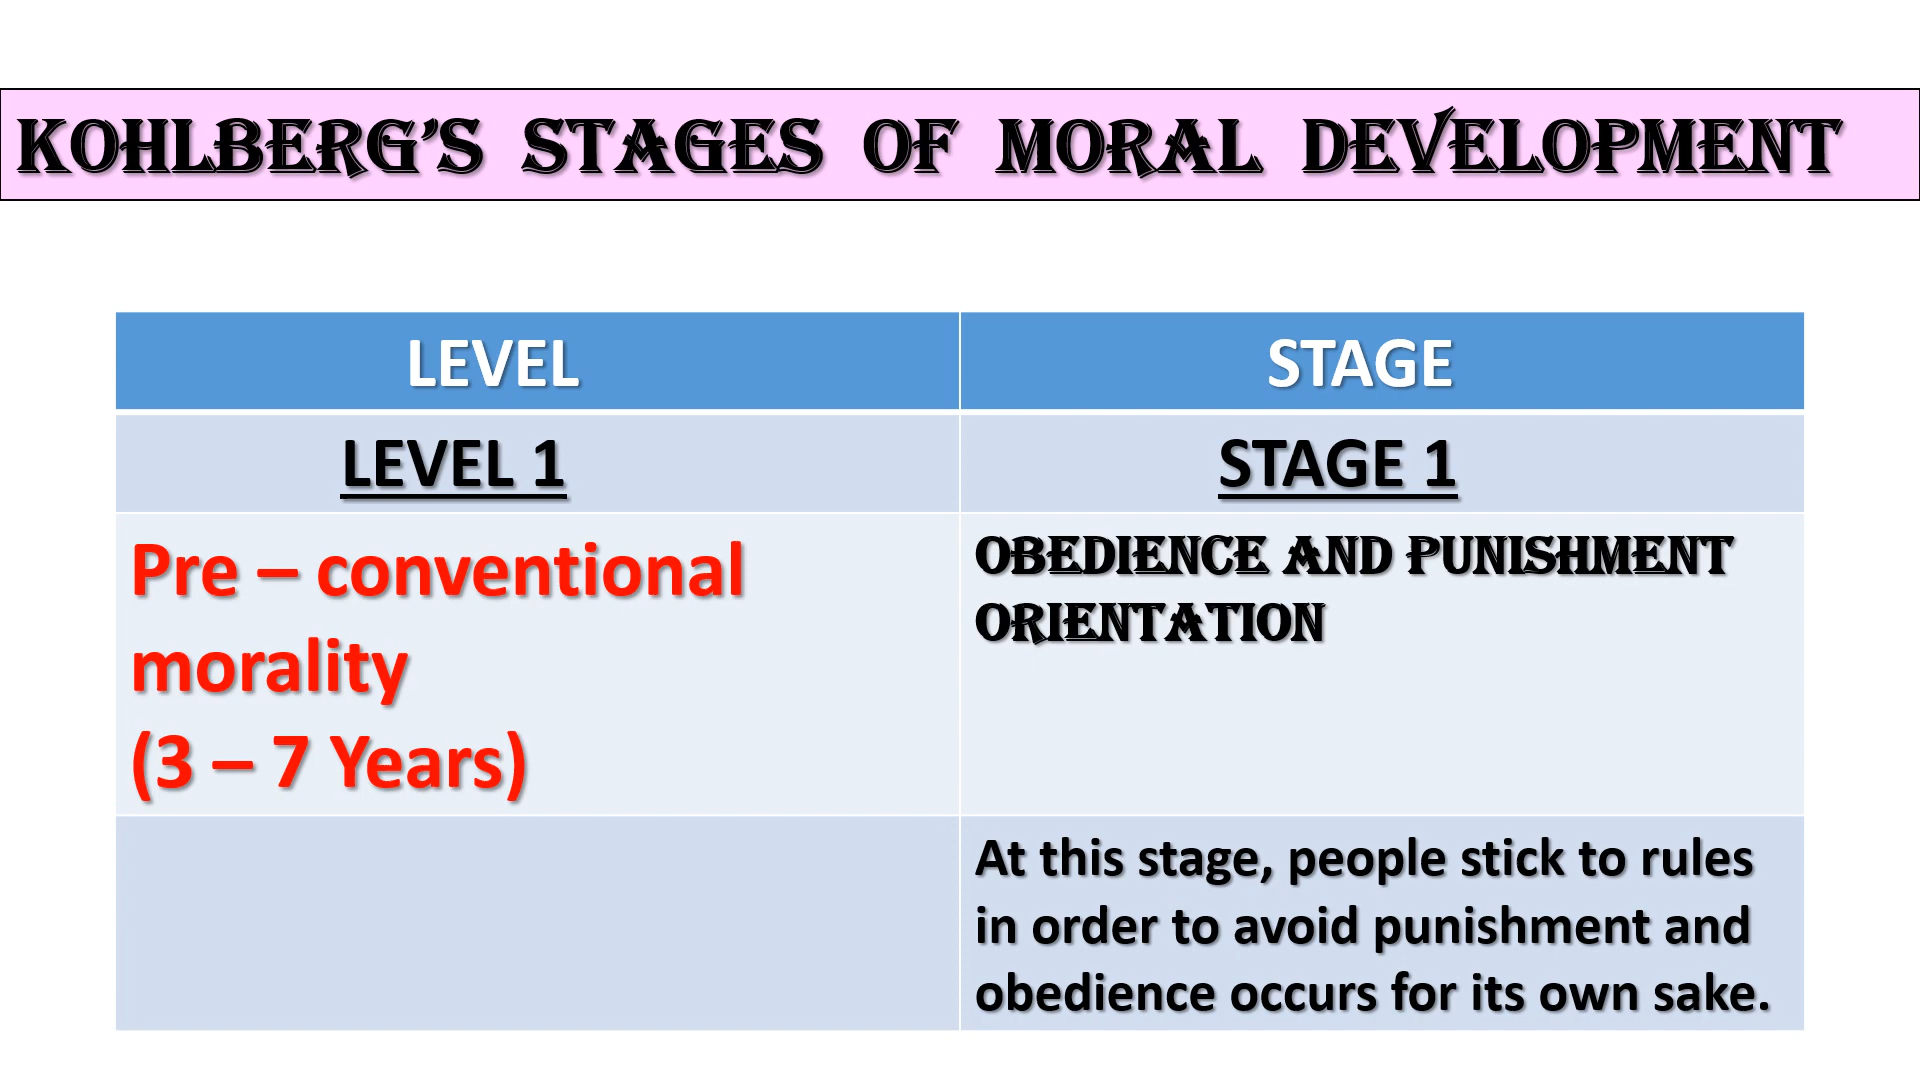 KOHLBERG’S STAGES OF MORAL DEVELOPMENT
LEVEL
STAGE
LEVEL 1
STAGE 1
Pre – conventional
morality
(3 – 7 Years)
OBEDIENCE AND PUNISHMENT
ORIENTATION
At this stage, people stick to rules
in order to avoid punishment and
obedience occurs for its own sake.